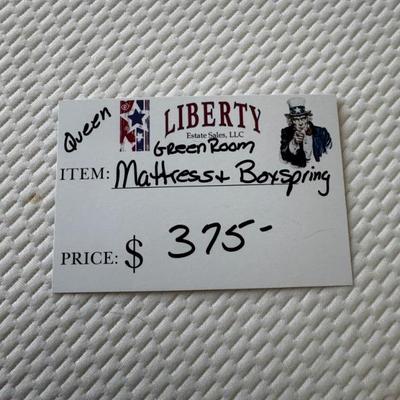 Queen
LIBERTY
Estate Sales, LLC
Green Room
ITEM: Mattress + Boxspring
PRICE: $ 375-